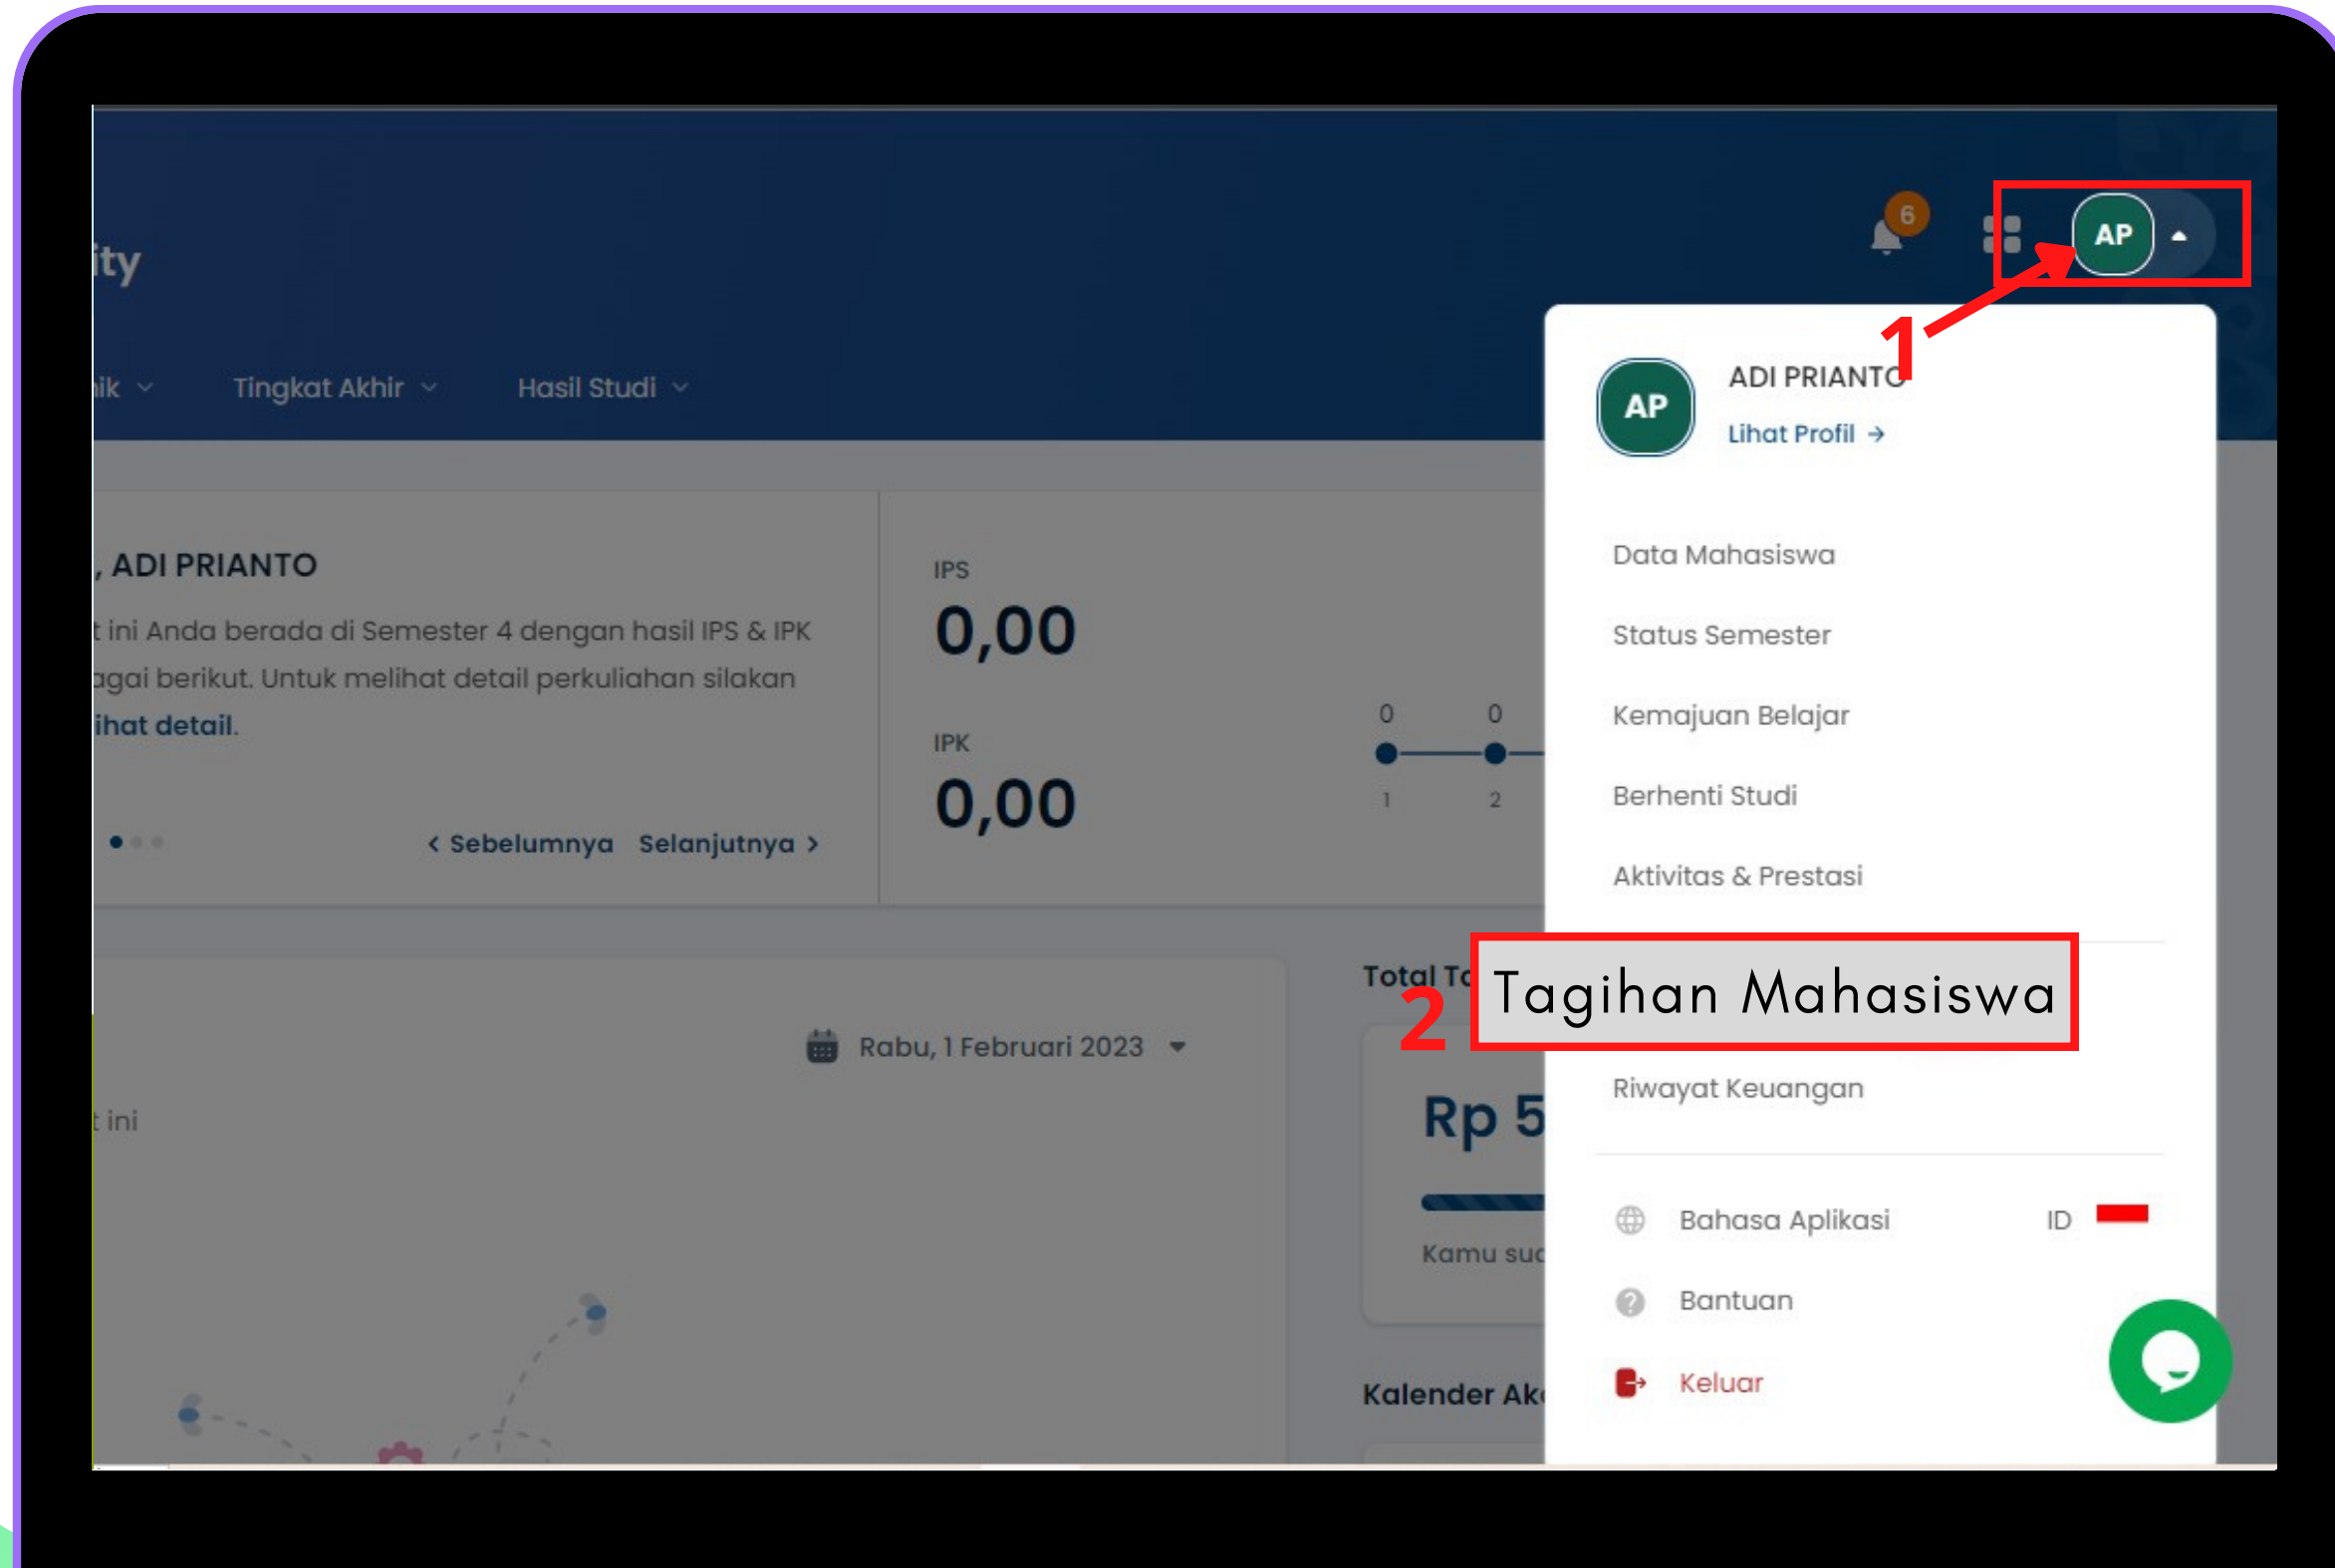 6
AP
ity
1
ik
Tingkat Akhir
Hasil Studi
AP
ADI PRIANTO
Lihat Profil →
, ADI PRIANTO
t ini Anda berada di Semester 4 dengan hasil IPS & IPK
agai berikut. Untuk melihat detail perkuliahan silakan
ihat detail.
< Sebelumnya Selanjutnya >
IPS
0,00
IPK
0,00
0 0
1 2
Data Mahasiswa
Status Semester
Kemajuan Belajar
Berhenti Studi
Aktivitas & Prestasi
2
Tagihan Mahasiswa
Riwayat Keuangan
Bahasa Aplikasi ID
Bantuan
Keluar
Rabu, 1 Februari 2023
t ini
Total
Rp 5
Kamu
Kalender